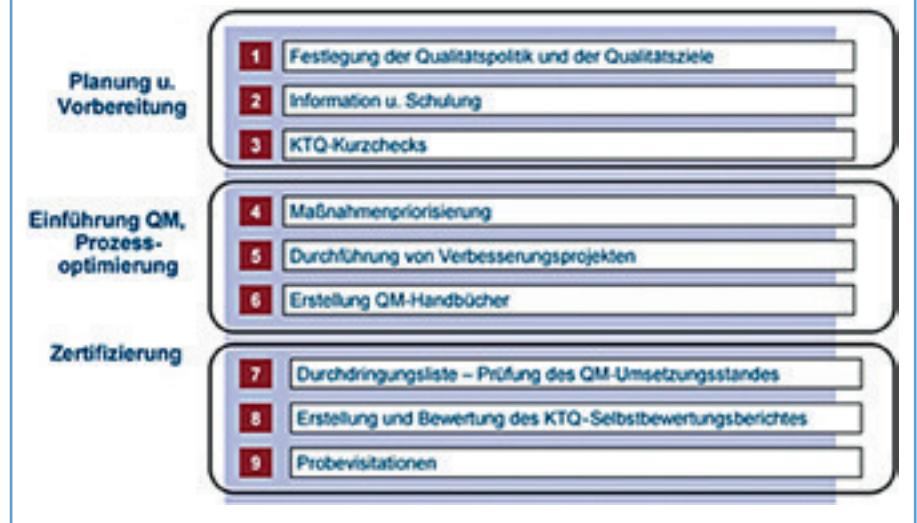 Planung u.
Vorbereitung
1 Festlegung der Qualitätspolitik und der Qualitätsziele
2 Information u. Schulung
3 KTQ-Kurzchecks
Einführung QM,
Prozess-
optimierung
4 Maßnahmenpriorisierung
5 Durchführung von Verbesserungsprojekten
6 Erstellung QM-Handbücher
Zertifizierung
7 Durchdringungsliste – Prüfung des QM-Umsetzungsstandes
8 Erstellung und Bewertung des KTQ-Selbstbewertungsberichtes
9 Probevisitationen